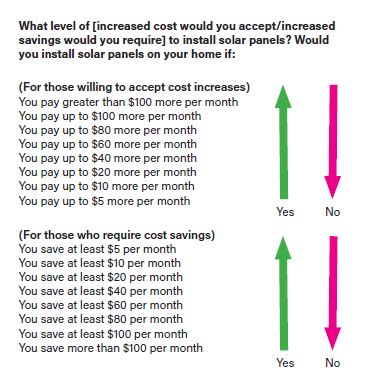 What level of [increased cost would you accept/increased
savings would you require] to install solar panels? Would
you install solar panels on your home if:
(For those willing to accept cost increases)
You pay greater than $100 more per month
You pay up to $100 more per month
You pay up to $80 more per month
You pay up to $60 more per month
You pay up to $40 more per month
You pay up to $20 more per month
You pay up to $10 more per month
You pay up to $5 more per month
Yes No
(For those who require cost savings)
You save at least $5 per month
You save at least $10 per month
You save at least $20 per month
You save at least $40 per month
You save at least $60 per month
You save at least $80 per month
You save at least $100 per month
You save more than $100 per month
Yes No